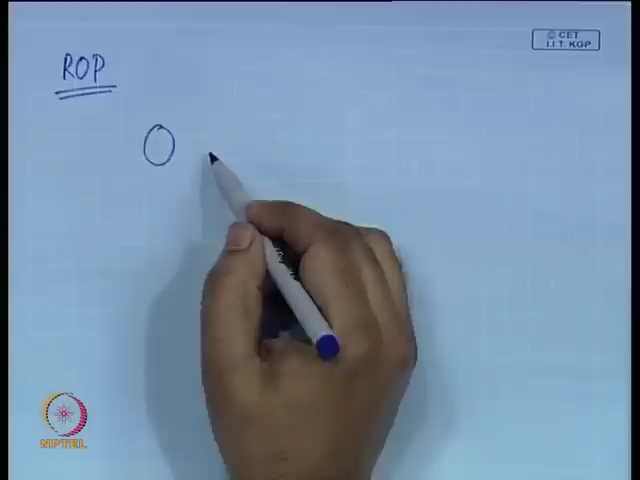 © CET
I.I.T. KGP
ROP
O
NPTEL